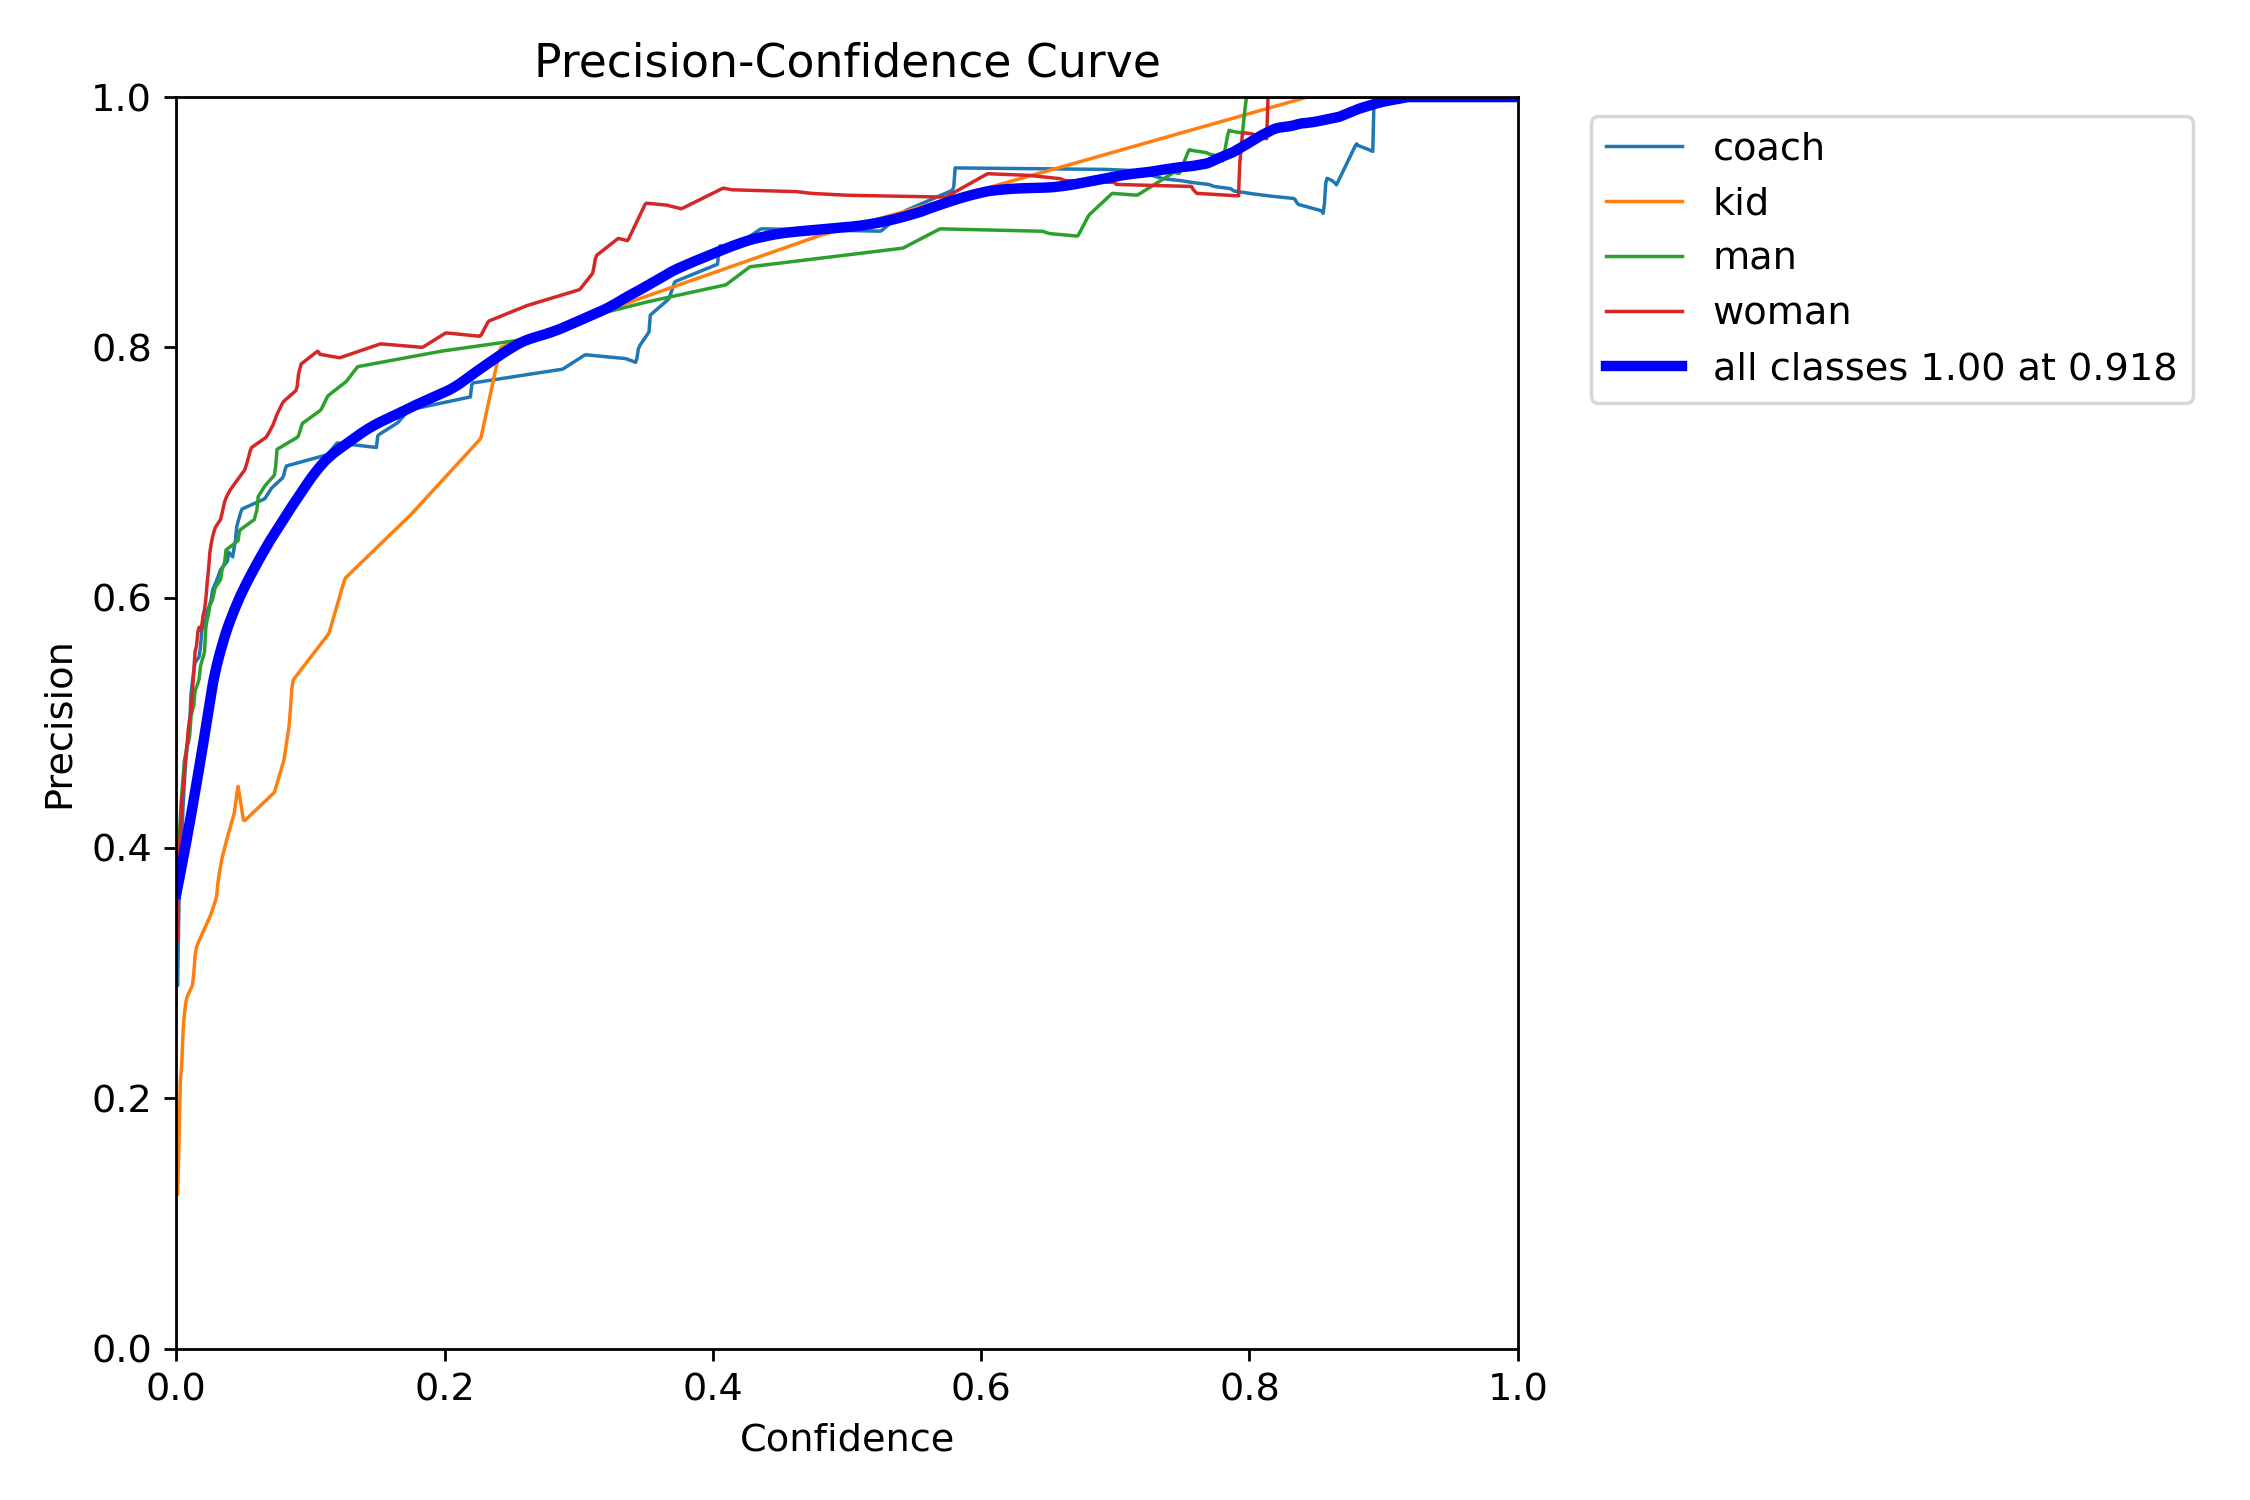 Precision-Confidence Curve
1.0
0.8
0.6
0.4
0.2
0.0
Precision
0.0 0.2 0.4 0.6 0.8 1.0
Confidence
coach
kid
man
woman
all classes 1.00 at 0.918